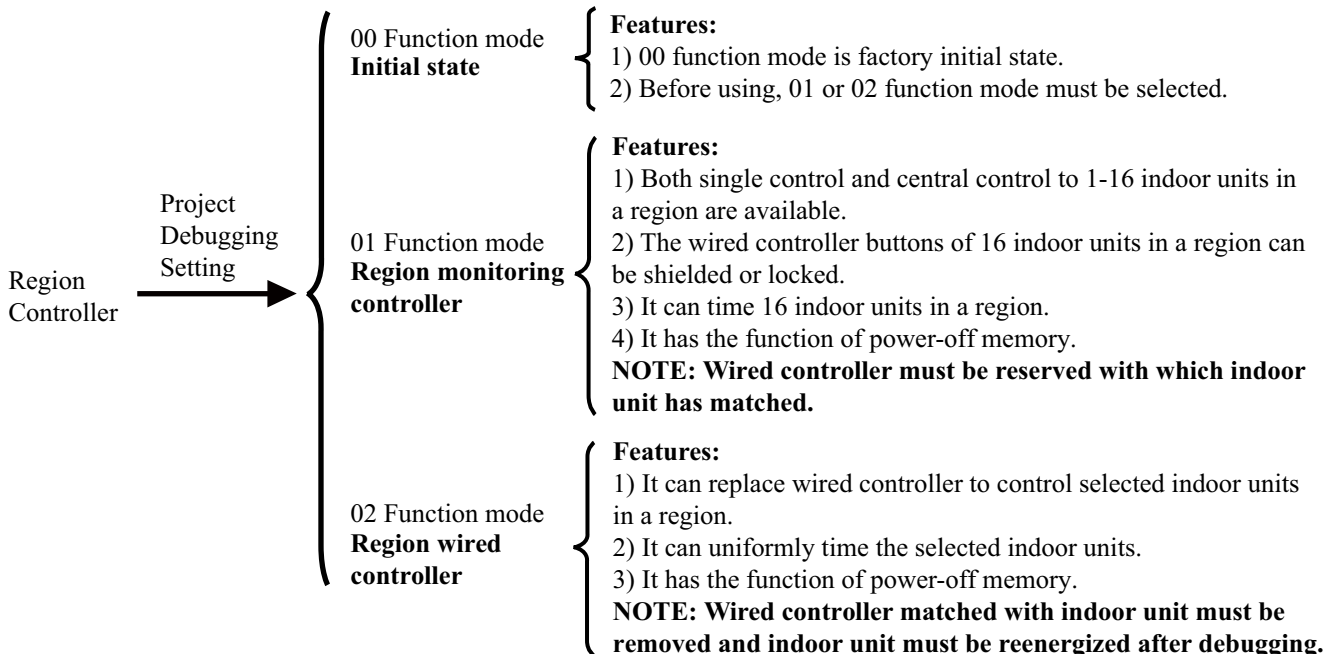 Region
Controller
Project
Debugging
Setting
00 Function mode
Initial state
Features:
1) 00 function mode is factory initial state.
2) Before using, 01 or 02 function mode must be selected.
01 Function mode
Region monitoring
controller
Features:
1) Both single control and central control to 1-16 indoor units in
a region are available.
2) The wired controller buttons of 16 indoor units in a region can
be shielded or locked.
3) It can time 16 indoor units in a region.
4) It has the function of power-off memory.
NOTE: Wired controller must be reserved with which indoor
unit has matched.
02 Function mode
Region wired
controller
Features:
1) It can replace wired controller to control selected indoor units
in a region.
2) It can uniformly time the selected indoor units.
3) It has the function of power-off memory.
NOTE: Wired controller matched with indoor unit must be
removed and indoor unit must be reenergized after debugging.